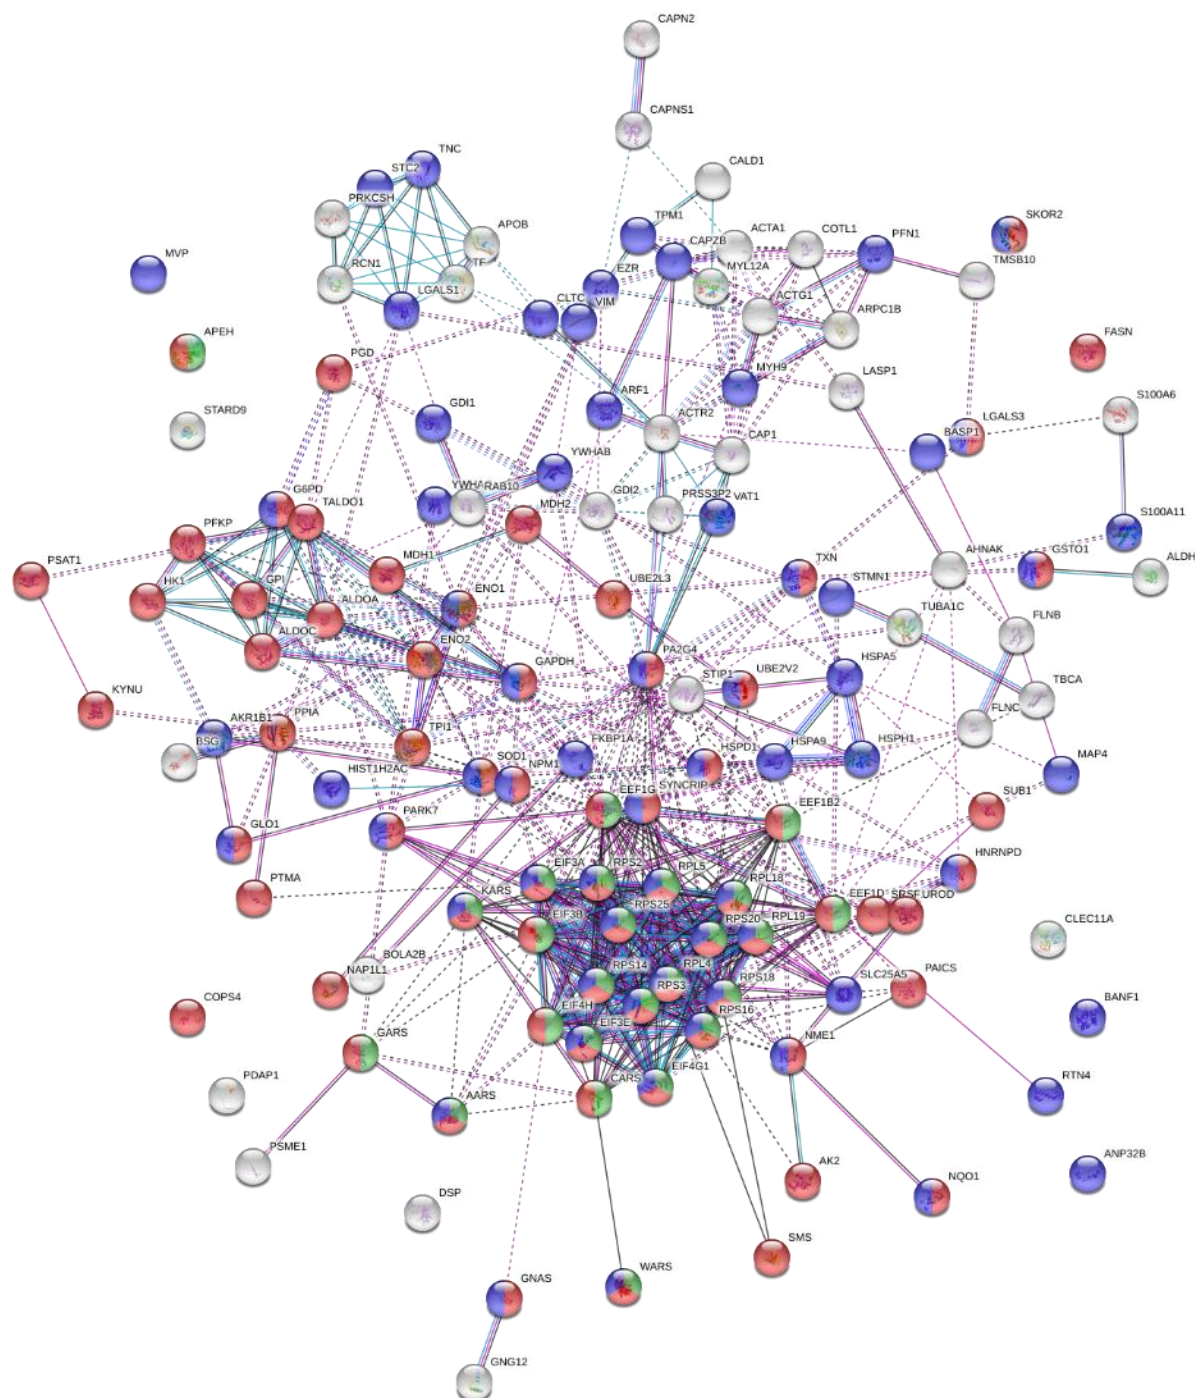 CAPN2
CAPNS1
CALD1
TNC
STC2
PRKCSH
APOB
TF
RCN1
LGALS1
TPM1
CAPZB
ACTA1
COTL1
PFN1
SKOR2
TMSB10
MVP
EZR
MYL12A
CLTC
VIM
ACTG1
ARPC1B
APEH
PGD
FASN
MYH9
LASP1
ARF1
GDI1
ACTR2
CAP1
BASP1
LGALS3
S100A6
STARD9
YWHAB
G6PD
TALDO1
RAB10
MDH2
GDI2
PRSS3P2
VAT1
S100A11
PFKP
PSAT1
HK1
GPI
MDH1
ENO1
UBE2L3
TXN
STMN1
AHNAK
GSTO1
ALDH
ALDOA
ALDOC
ENO2
GAPDH
PA2G4
STIP1
UBE2V2
HSPA5
TUBA1C
FLNB
TBCA
FLNC
KYNU
AKR1B1
PPIA
BSG
TPI1
FKBP1A
HSPD1
HSPA9
HSPH1
MAP4
HIST1H2AC
SOD1
NPM1
EEF1G
SYNCRIP
EEF1B2
SUB1
GLO1
PARK7
PTMA
EIF3A
RPS2
RPL5
RPL18
HNRNPD
KARS
EIF3B
RPS25
RPS20
RPL19
EEF1D
UROD
CLEC11A
BOLA2B
NAP1L1
RPS14
RPL4
RPS3
RPS18
SLC25A5
PAICS
COPS4
EIF4H
EIF3E
RPS16
BANF1
GARS
NME1
PDAP1
CARS
EIF4G1
RTN4
AARS
PSME1
AK2
NQO1
ANP32B
DSP
SMS
GNAS
WARS
GNG12